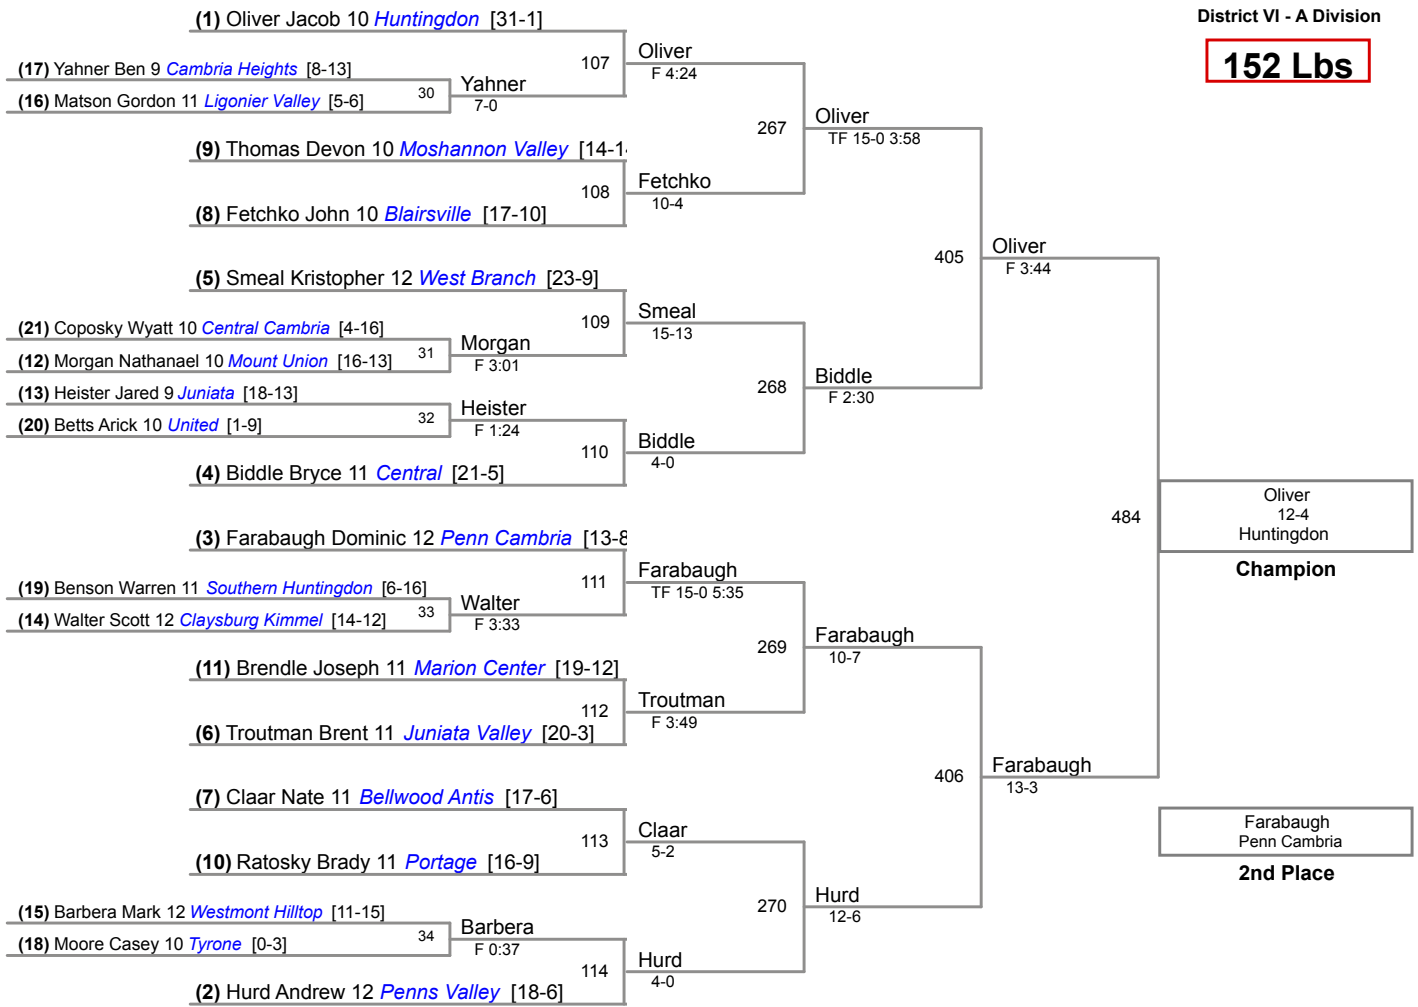 District VI - A Division
152 Lbs
(1) Oliver Jacob 10 Huntingdon [31-1]
107
Oliver
F 4:24
(17) Yahner Ben 9 Cambria Heights [8-13]
30
Yahner
7-0
(16) Matson Gordon 11 Ligonier Valley [5-6]
267
Oliver
TF 15-0 3:58
(9) Thomas Devon 10 Moshannon Valley [14-1
108
Fetchko
10-4
(8) Fetchko John 10 Blairsville [17-10]
405
Oliver
F 3:44
(5) Smeal Kristopher 12 West Branch [23-9]
109
Smeal
15-13
(21) Coposky Wyatt 10 Central Cambria [4-16]
31
Morgan
F 3:01
(12) Morgan Nathanael 10 Mount Union [16-13]
268
Biddle
F 2:30
(13) Heister Jared 9 Juniata [18-13]
32
Heister
F 1:24
(20) Betts Arick 10 United [1-9]
110
Biddle
4-0
(4) Biddle Bryce 11 Central [21-5]
484
Oliver
12-4
Huntingdon
Champion
(3) Farabaugh Dominic 12 Penn Cambria [13-8
111
Farabaugh
TF 15-0 5:35
(19) Benson Warren 11 Southern Huntingdon [6-16]
33
Walter
F 3:33
(14) Walter Scott 12 Claysburg Kimmel [14-12]
269
Farabaugh
10-7
(11) Brendle Joseph 11 Marion Center [19-12]
112
Troutman
F 3:49
(6) Troutman Brent 11 Juniata Valley [20-3]
406
Farabaugh
13-3
(7) Claar Nate 11 Bellwood Antis [17-6]
113
Claar
5-2
(10) Ratosky Brady 11 Portage [16-9]
270
Hurd
12-6
(15) Barbera Mark 12 Westmont Hilltop [11-15]
34
Barbera
F 0:37
(18) Moore Casey 10 Tyrone [0-3]
114
Hurd
4-0
(2) Hurd Andrew 12 Penns Valley [18-6]
Farabaugh
Penn Cambria
2nd Place